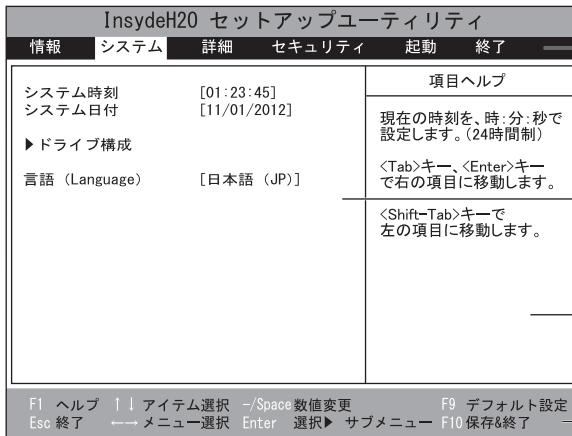 InsydeH20 セットアップユーティリティ
情報 システム 詳細 セキュリティ 起動 終了
システム時刻 [01:23:45]
システム日付 [11/01/2012]
▶ドライブ構成
言語 (Language) [日本語 (JP)]
項目ヘルプ
現在の時刻を、時:分:秒で
設定します。(24時間制)
<Tab>キー、<Enter>キー
で右の項目に移動します。
<Shift-Tab>キーで
左の項目に移動します。
F1 ヘルプ ↑↓ アイテム選択 -/Space 数値変更 F9 デフォルト設定
Esc 終了 ←→ メニュー選択 Enter 選択▶ サブメニュー F10 保存&終了